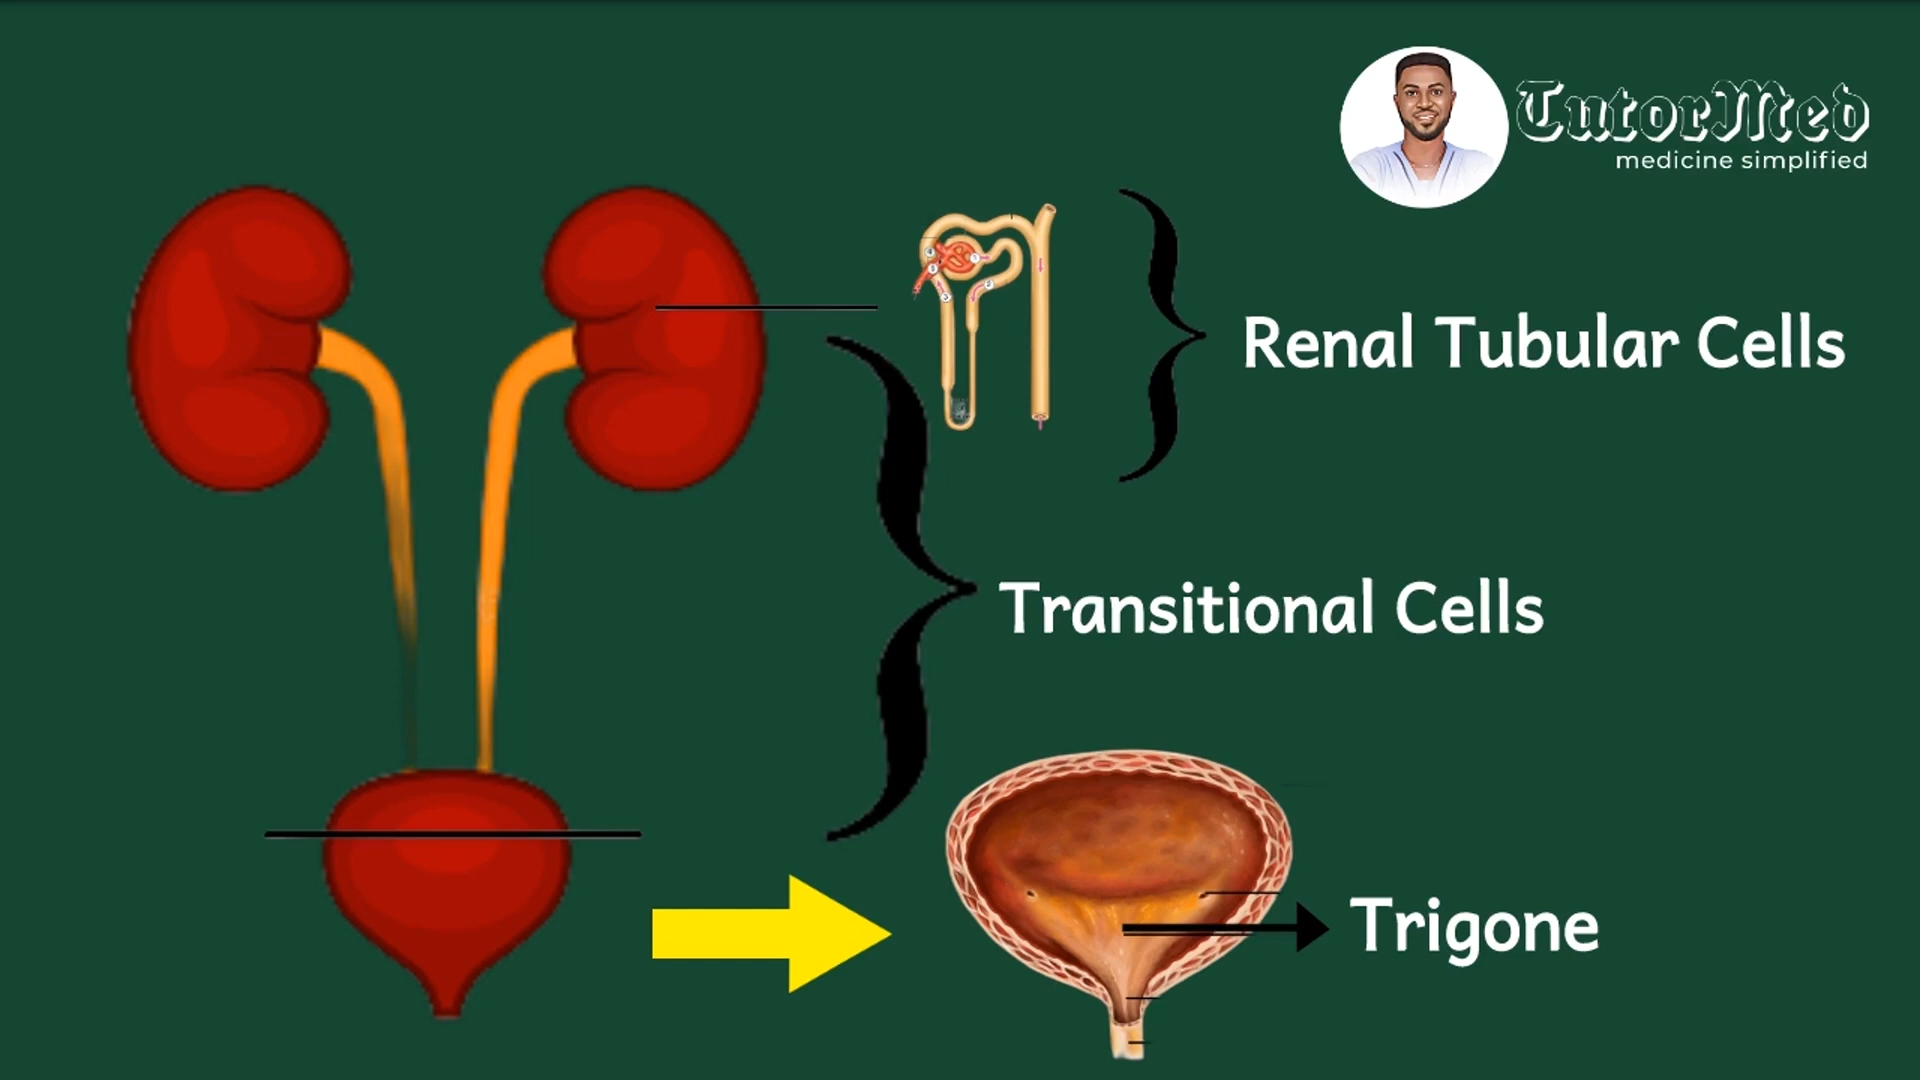 TutorMed
medicine simplified
Renal Tubular Cells
Transitional Cells
Trigone